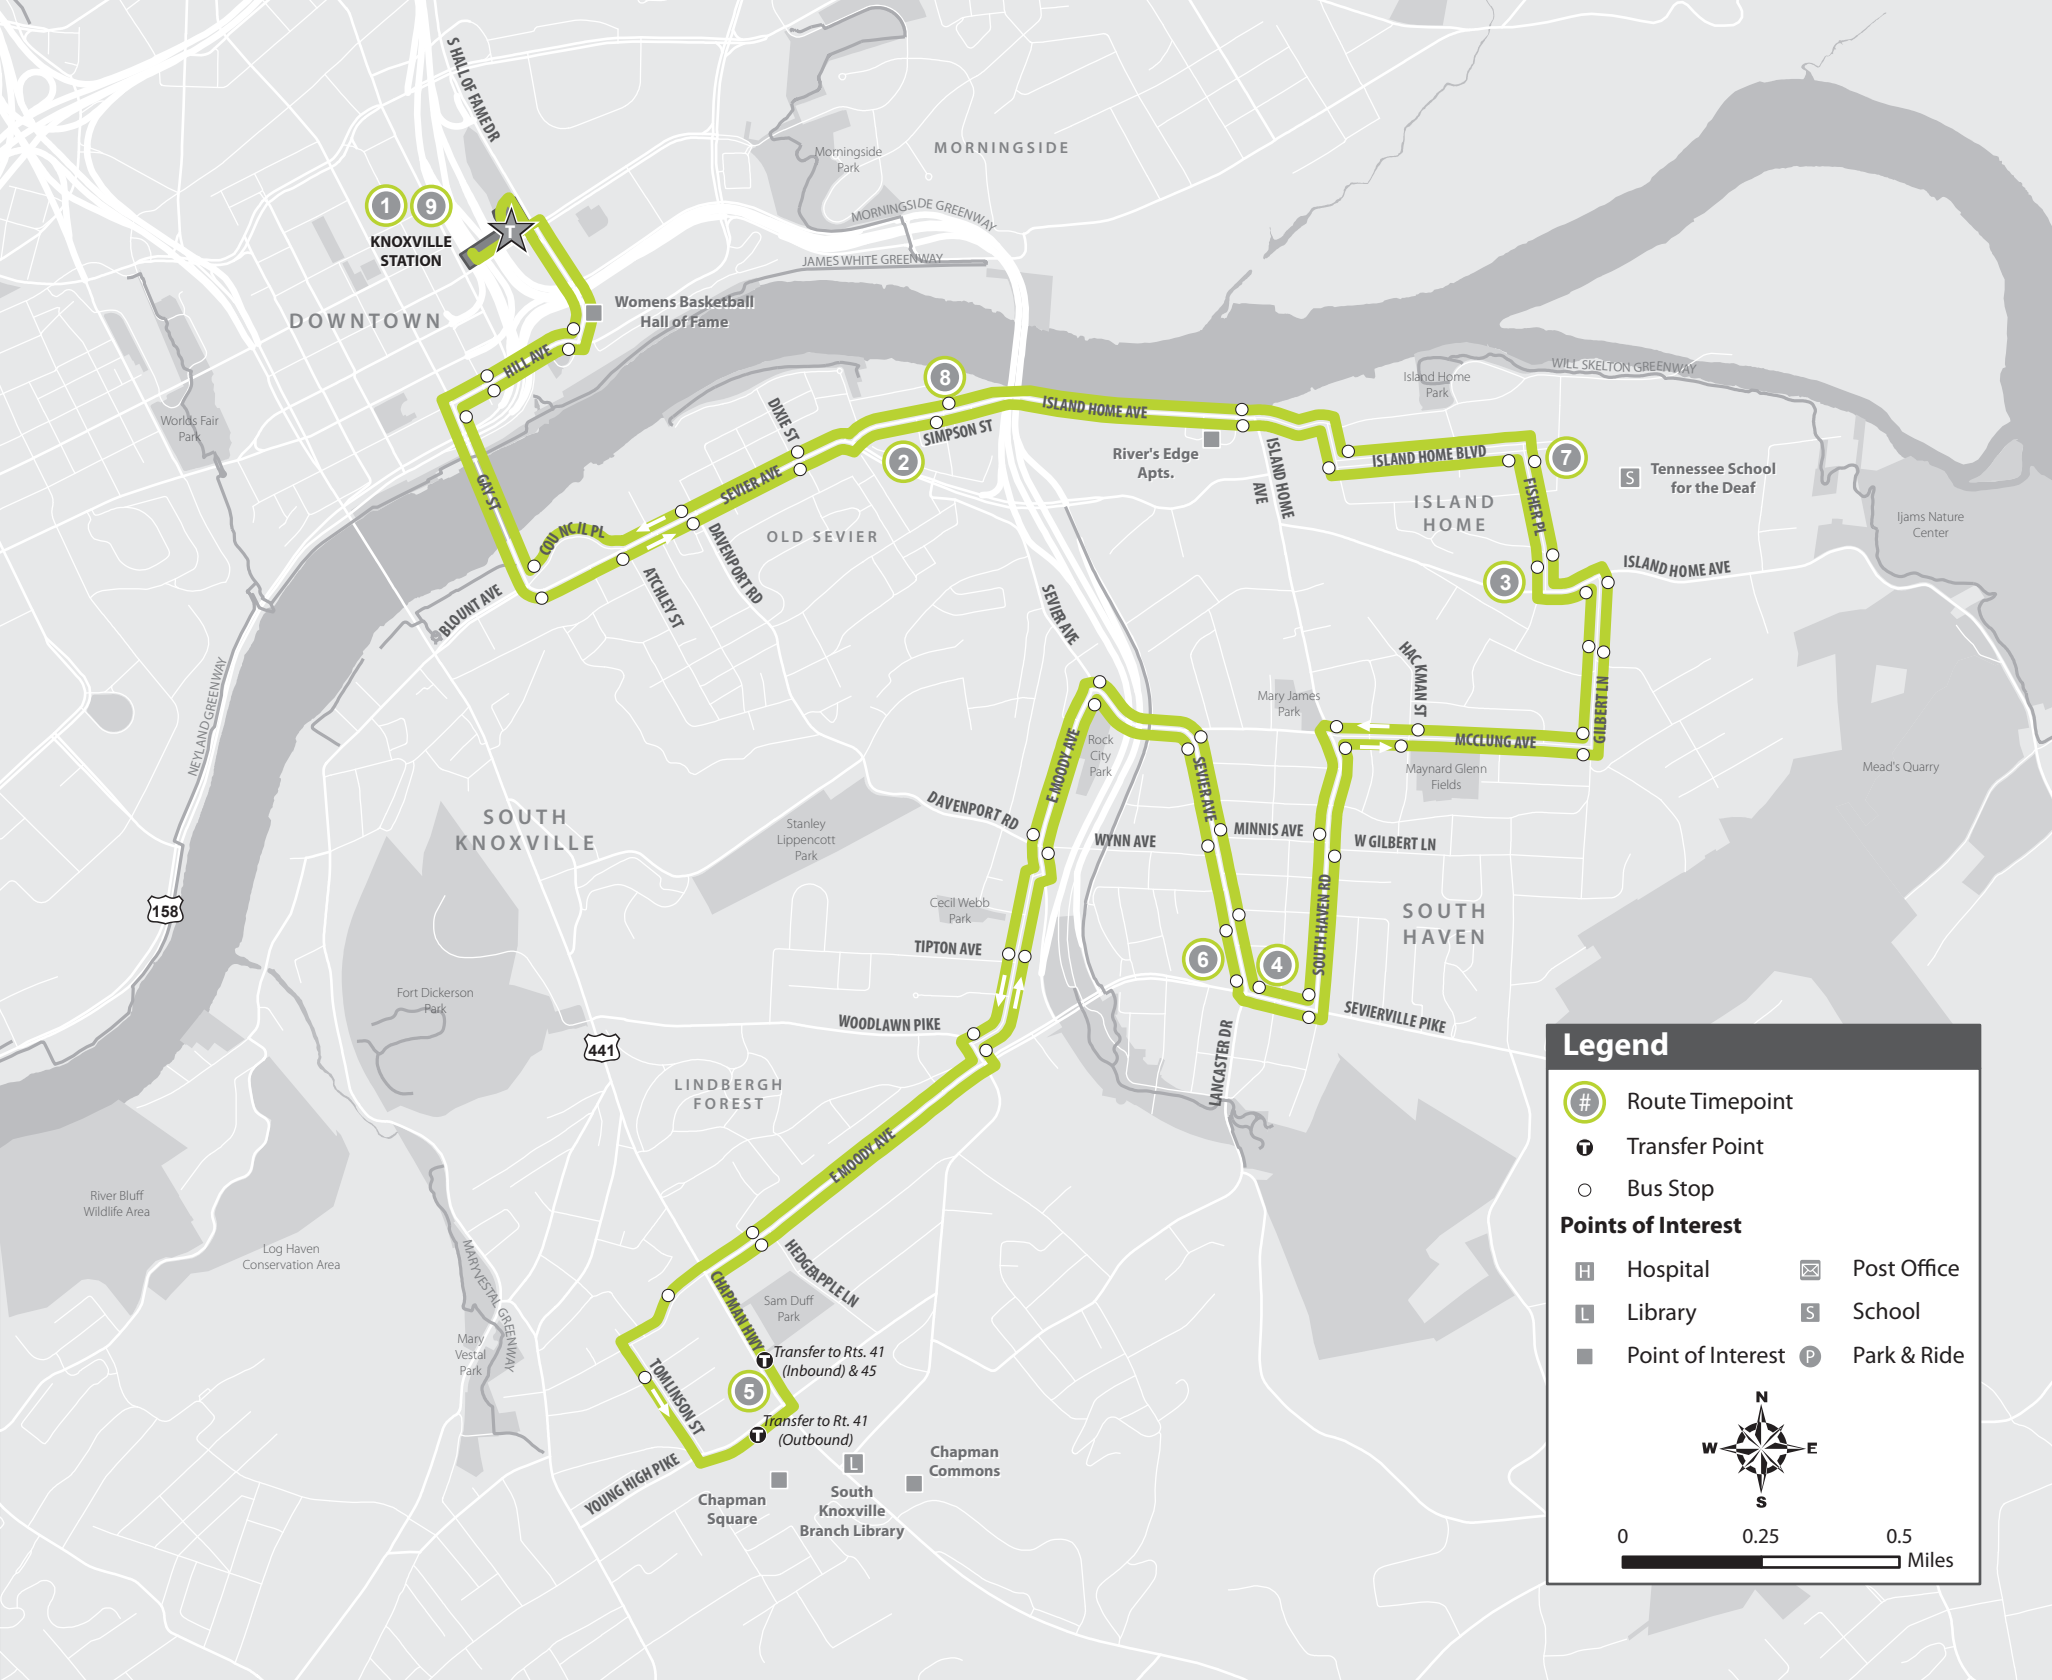 S HALL OF FAME DR
MORNINGSIDE
Morningside
Park
1
9
KNOXVILLE
STATION
T
MORNINGSIDE GREENWAY
JAMES WHITE GREENWAY
DOWNTOWN
Womens Basketball
Hall of Fame
HILL AVE
Worlds Fair
Park
GAY ST
COUNCIL PL
BLOUNT AVE
ATCHLEY ST
DAVENPORT RD
SEVIER AVE
DIXIE ST
OLD SEVIER
8
2
SIMPSON ST
ISLAND HOME AVE
River's Edge
Apts.
ISLAND HOME
AVE
Island Home
Park
WILL SKELTON GREENWAY
ISLAND HOME BLVD
7
S
Tennessee School
for the Deaf
ISLAND
HOME
FISHER PL
Ijams Nature
Center
3
ISLAND HOME AVE
SEVIER AVE
HACKMAN ST
GILBERT LN
Mary James
Park
MCCLUNG AVE
Maynard Glenn
Fields
Mead's Quarry
NEYLAND GREENWAY
Rock
City
Park
E MOODY AVE
SEVIER AVE
SOUTH
KNOXVILLE
Stanley
Lippencott
Park
DAVENPORT RD
WYNN AVE
MINNIS AVE
W GILBERT LN
158
Cecil Webb
Park
TIPTON AVE
SOUTH HAVEN RD
SOUTH
HAVEN
6
4
Fort Dickerson
Park
WOODLAWN PIKE
SEVIERVILLE PIKE
441
LANCASTER DR
LINDBERGH
FOREST
E MOODY AVE
River Bluff
Wildlife Area
Log Haven
Conservation Area
MARY VESTAL GREENWAY
Mary
Vestal
Park
HEDGEAPPLE LN
CHAPMAN HWY
Sam Duff
Park
T
Transfer to Rts. 41
(Inbound) & 45
5
TOMLINSON ST
T
Transfer to Rt. 41
(Outbound)
YOUNG HIGH PIKE
Chapman
Square
L
South
Knoxville
Branch Library
Chapman
Commons
Legend
# Route Timepoint
T Transfer Point
Bus Stop
Points of Interest
H Hospital
Post Office
L Library
S School
Point of Interest
P Park & Ride
N
W E
S
0 0.25 0.5
Miles